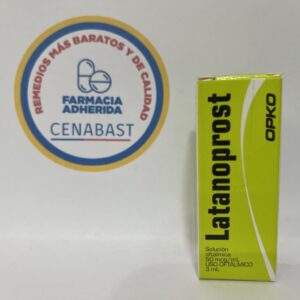 REMEDIOS MÁS BARATOS Y DE CALIDAD
FARMACIA
ADHERIDA
CENABAST
Latanoprost
OPKO
Solución
oftálmica
50 mcg/mL
USO OFTÁLMICO
3 mL